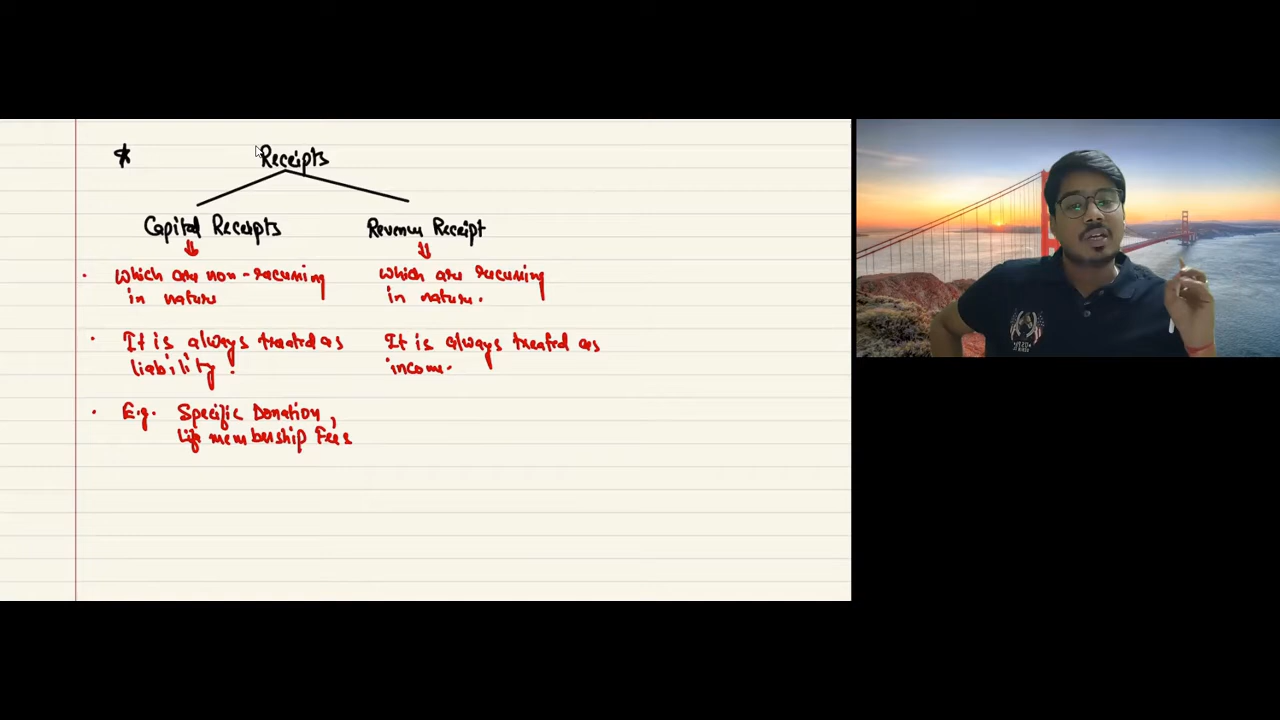 * Receipts
Capital Receipts Revenue Receipt
. Which are non-recurring which are recurring
in nature in nature.
. It is always treated as It is always treated as
liability. income.
. E.g. Specific Donation,
Life membership Fees